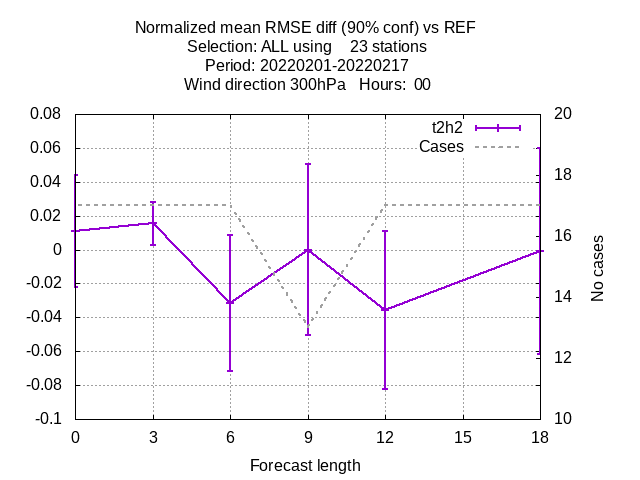 Normalized mean RMSE diff (90% conf) vs REF
Selection: ALL using 23 stations
Period: 20220201-20220217
Wind direction 300hPa Hours: 00
t2h2
Cases
0.08
0.06
0.04
0.02
0
-0.02
-0.04
-0.06
-0.08
-0.1
20
18
16
14
12
10
No cases
0 3 6 9 12 15 18
Forecast length